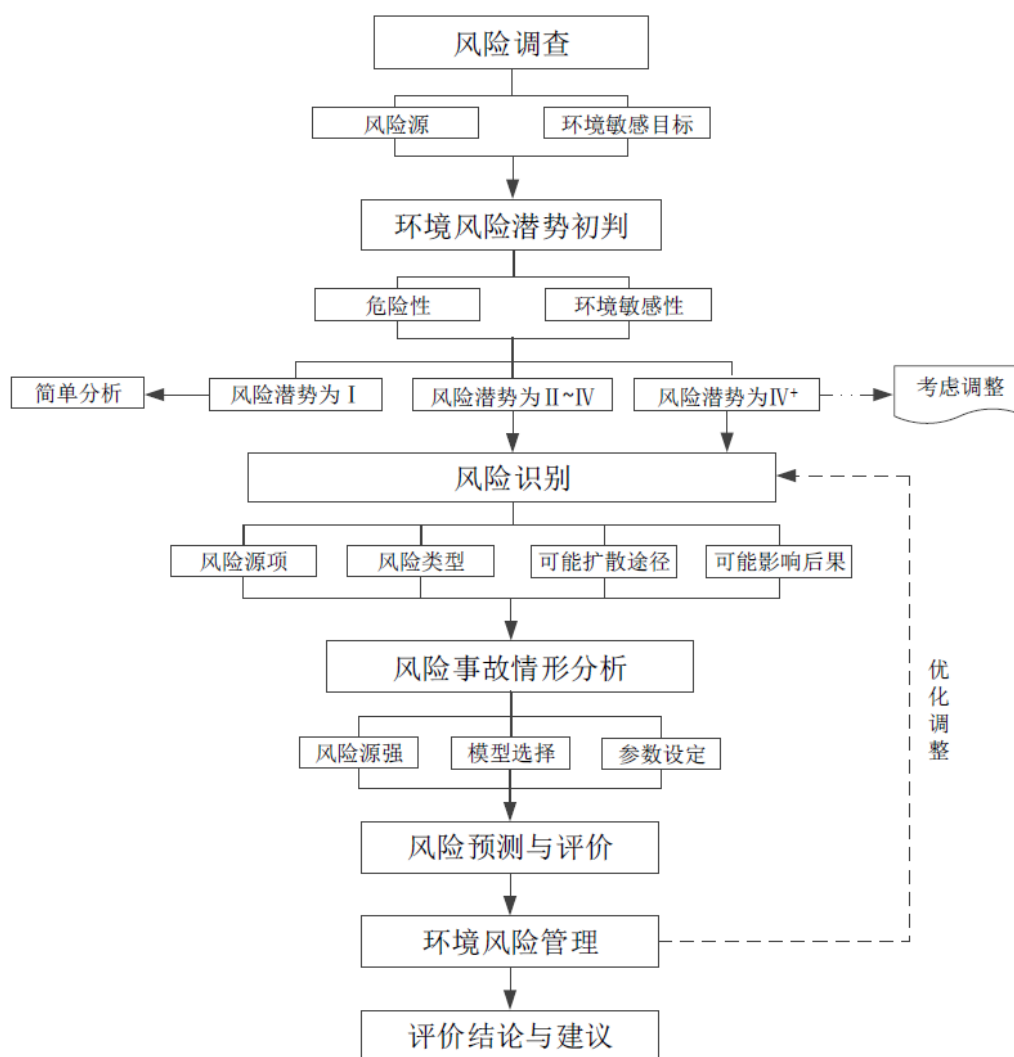 风险调查
风险源
环境敏感目标
环境风险潜势初判
危险性
环境敏感性
简单分析
风险潜势为Ⅰ
风险潜势为Ⅱ~Ⅳ
风险潜势为Ⅳ⁺
考虑调整
风险识别
风险源项
风险类型
可能扩散途径
可能影响后果
风险事故情形分析
优化调整
风险源强
模型选择
参数设定
风险预测与评价
环境风险管理
评价结论与建议